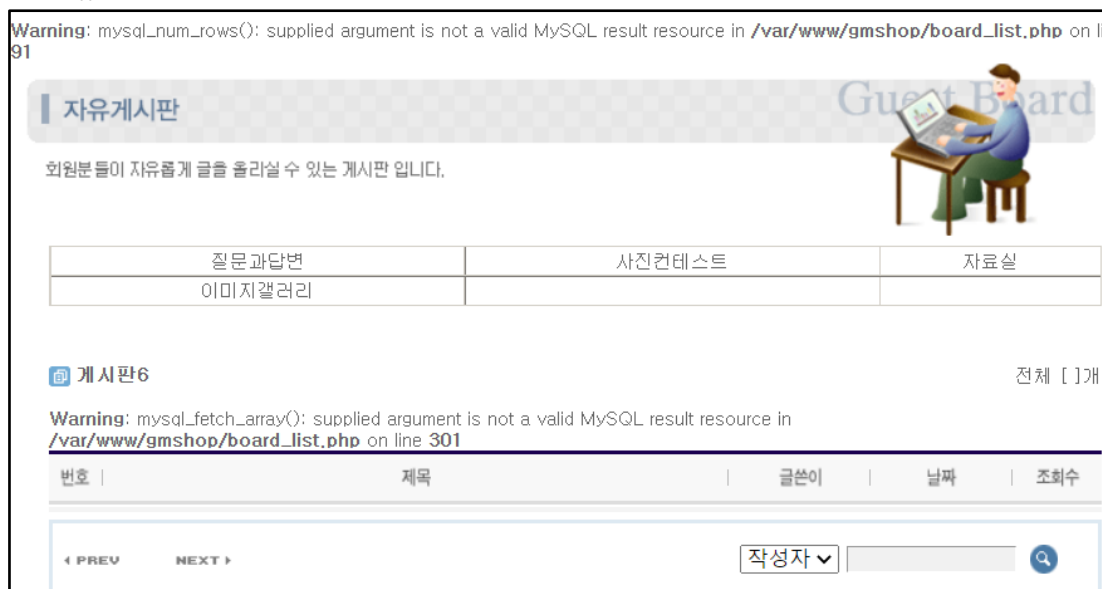 Warning: mysql_num_rows(): supplied argument is not a valid MySQL result resource in /var/www/gmshop/board_list.php on li
91
Guest Board
자유게시판
회원분들이 자유롭게 글을 올리실 수 있는 게시판 입니다.
질문과답변 사진컨테스트 자료실
이미지갤러리
게시판6 전체 [ ]개
Warning: mysql_fetch_array(): supplied argument is not a valid MySQL result resource in
/var/www/gmshop/board_list.php on line 301
번호 제목 글쓴이 날짜 조회수
PREV NEXT 작성자